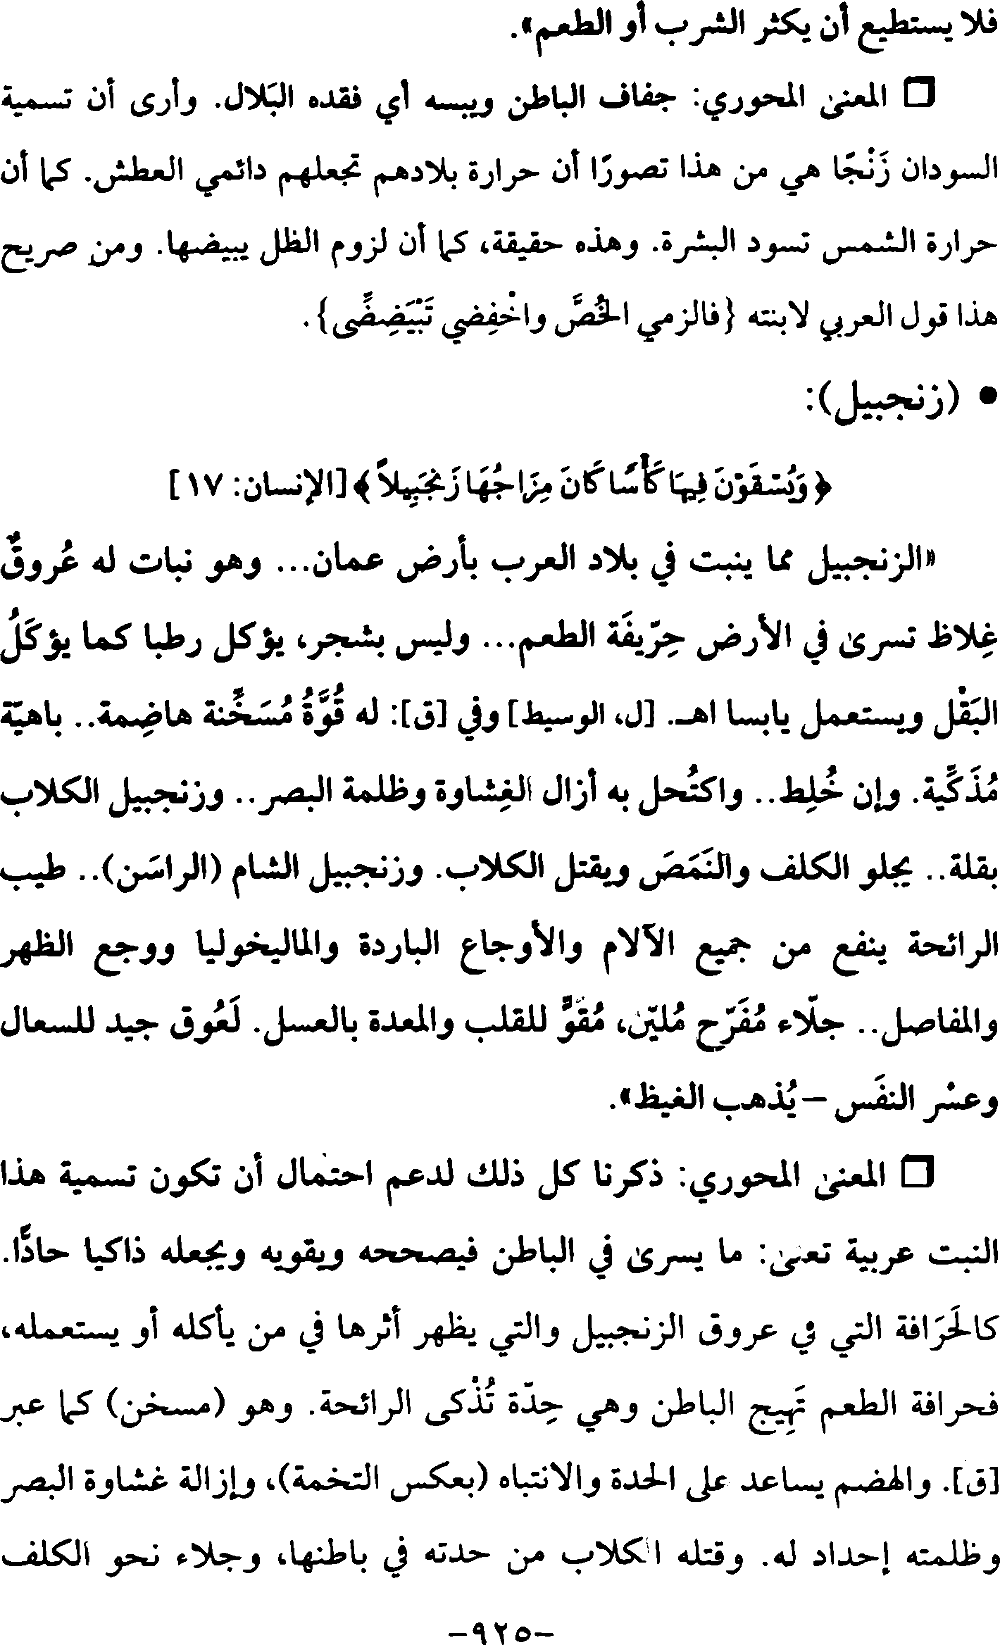 فلا يستطيع أن يكثر الشرب أو الطعم».
❒ المعنى المحوري: جفاف الباطن ويبسه أي فقده البَلال. وأرى أن تسمية
السودان زَنْجًا هي من هذا تصورًا أن حرارة بلادهم تجعلهم دائمي العطش. كما أن
حرارة الشمس تسود البشرة. وهذه حقيقة، كما أن لزوم الظل يبيضها. ومن صريح
هذا قول العربي لابنته {فالزمي الخُصَّ واخْفِضي تَبْيَضِضِّى}.
• (زنجبيل):
﴿وَيُسْقَوْنَ فِيهَا كَأْسًا كَانَ مِزَاجُهَا زَنجَبِيلاً﴾ [الإنسان: ١٧]
«الزنجبيل مما ينبت في بلاد العرب بأرض عمان... وهو نبات له عُروقٌ
غِلاظ تسرى في الأرض حِرّيفَة الطعم... وليس بشجر، يؤكل رطبا كما يؤكَلُ
البَقْل ويستعمل يابسا اهـ. [ل، الوسيط] وفي [ق]: له قُوَّةُ مُسَخِّنة هاضِمة.. باهيّة
مُذَكِّية. وإن خُلِط.. واكتُحل به أزال الغِشاوة وظلمة البصر.. وزنجبيل الكلاب
بقلة.. يجلو الكلف والنَمَصَ ويقتل الكلاب. وزنجبيل الشام (الراسَن).. طيب
الرائحة ينفع من جميع الآلام والأوجاع الباردة والماليخوليا ووجع الظهر
والمفاصل.. جلّاء مُفَرّح مُليّن، مُقَوٍّ للقلب والمعدة بالعسل. لَعُوق جيد للسعال
وعسْر النفَس – يُذهب الغيظ».
❒ المعنى المحوري: ذكرنا كل ذلك لدعم احتمال أن تكون تسمية هذا
النبت عربية تعنى: ما يسرى في الباطن فيصححه ويقويه ويجعله ذاكيا حادًّا.
كالحَرَافة التي في عروق الزنجبيل والتي يظهر أثرها في من يأكله أو يستعمله،
فحرافة الطعم تَهِيج الباطن وهي حِدّة تُذْكى الرائحة. وهو (مسخن) كما عبر
[ق]. والهضم يساعد على الحدة والانتباه (بعكس التخمة)، وإزالة غشاوة البصر
وظلمته إحداد له. وقتله الكلاب من حدته في باطنها، وجلاء نحو الكلف
-٩٢٥-